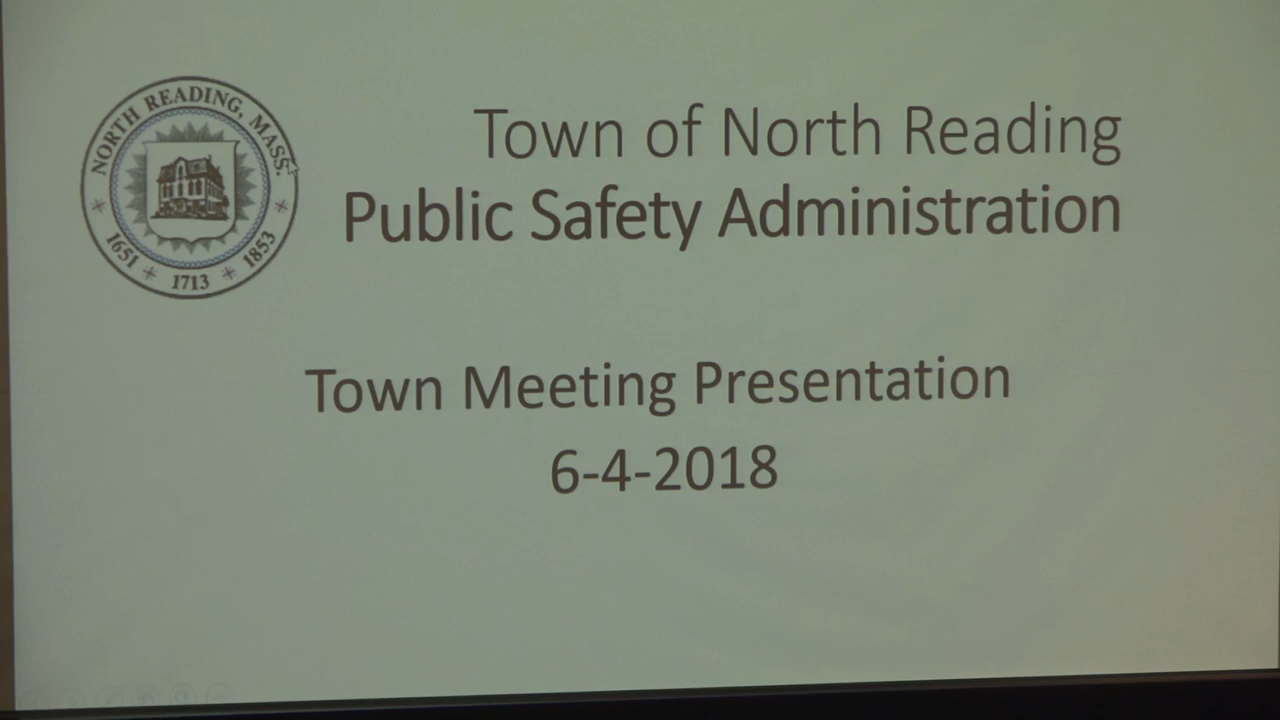 NORTH READING, MASS.
1651 + 1713 + 1853
Town of North Reading
Public Safety Administration
Town Meeting Presentation
6-4-2018